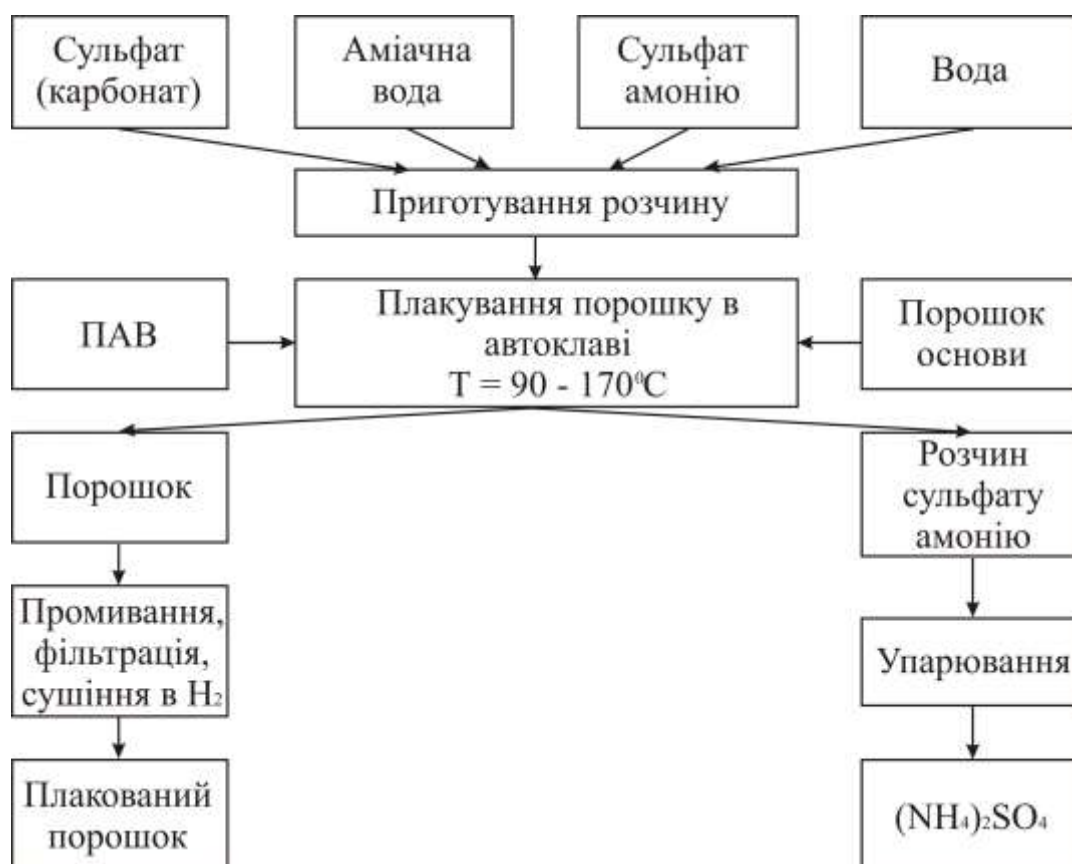 Сульфат
(карбонат)
Аміачна
вода
Сульфат
амонію
Вода
Приготування розчину
ПАВ
Плакування порошку в
автоклаві
Т = 90 - 170⁰С
Порошок
основи
Порошок
Розчин
сульфату
амонію
Промивання,
фільтрація,
сушіння в H₂
Упарювання
Плакований
порошок
(NH₄)₂SO₄